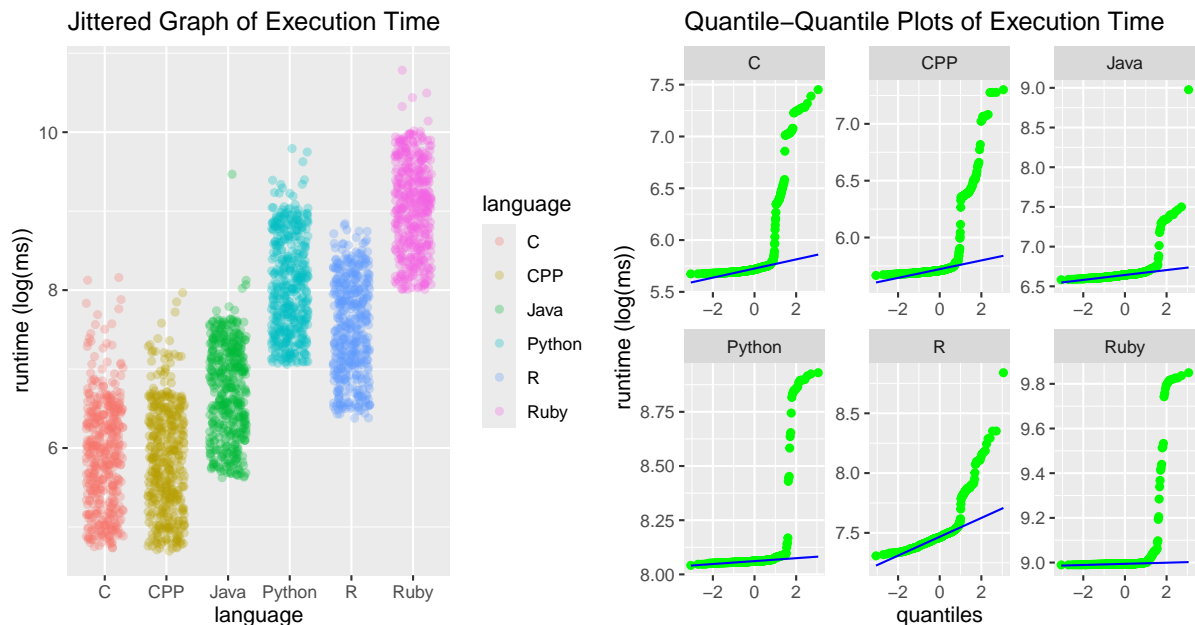 Jittered Graph of Execution Time
runtime (log(ms))
10
8
6
C CPP Java Python R Ruby
language
language
C
CPP
Java
Python
R
Ruby
Quantile−Quantile Plots of Execution Time
runtime (log(ms))
C
7.5
7.0
6.5
6.0
5.5
−2 0 2
CPP
7.0
6.5
6.0
−2 0 2
Java
9.0
8.5
8.0
7.5
7.0
6.5
−2 0 2
Python
8.75
8.50
8.25
8.00
−2 0 2
R
8.5
8.0
7.5
−2 0 2
Ruby
9.8
9.6
9.4
9.2
9.0
−2 0 2
quantiles